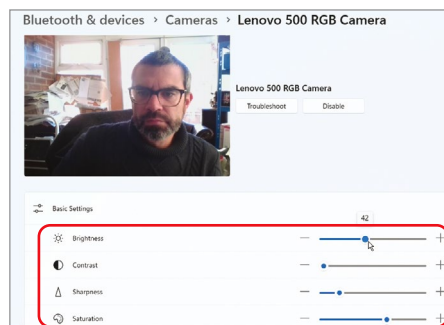 Bluetooth & devices > Cameras > Lenovo 500 RGB Camera
Lenovo 500 RGB Camera
Troubleshoot Disable
Basic Settings
42
Brightness
Contrast
Sharpness
Saturation